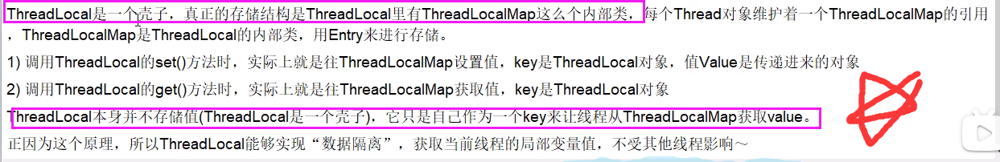 ThreadLocal是一个壳子，真正的存储结构是ThreadLocal里有ThreadLocalMap这么个内部类，每个Thread对象维护着一个ThreadLocalMap的引用
，ThreadLocalMap是ThreadLocal的内部类，用Entry来进行存储。
1) 调用ThreadLocal的set()方法时，实际上就是往ThreadLocalMap设置值，key是ThreadLocal对象，值Value是传递进来的对象
2) 调用ThreadLocal的get()方法时，实际上就是往ThreadLocalMap获取值，key是ThreadLocal对象
ThreadLocal本身并不存储值(ThreadLocal是一个壳子)，它只是自己作为一个key来让线程从ThreadLocalMap获取value。
正因为这个原理，所以ThreadLocal能够实现“数据隔离”，获取当前线程的局部变量值，不受其他线程影响～